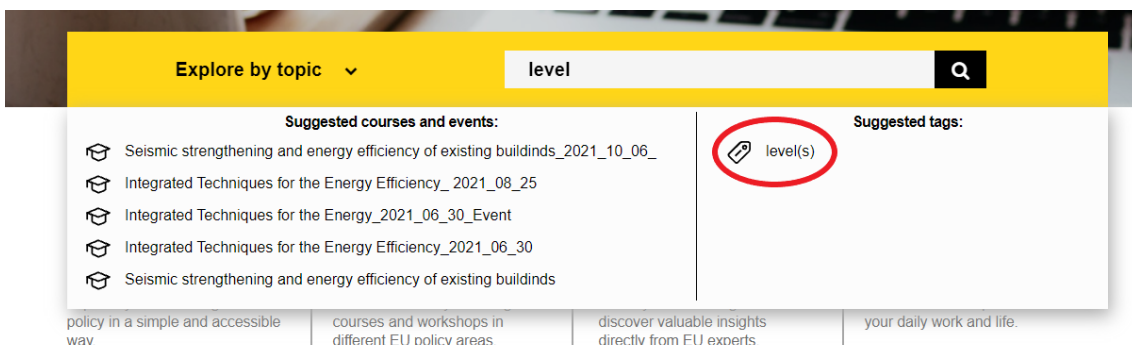 Explore by topic
level
Suggested courses and events:
Seismic strengthening and energy efficiency of existing buildinds_2021_10_06_
Integrated Techniques for the Energy Efficiency_ 2021_08_25
Integrated Techniques for the Energy_2021_06_30_Event
Integrated Techniques for the Energy Efficiency_2021_06_30
Seismic strengthening and energy efficiency of existing buildinds
Suggested tags:
level(s)
policy in a simple and accessible
way
courses and workshops in
different EU policy areas
discover valuable insights
directly from EU experts
your daily work and life.